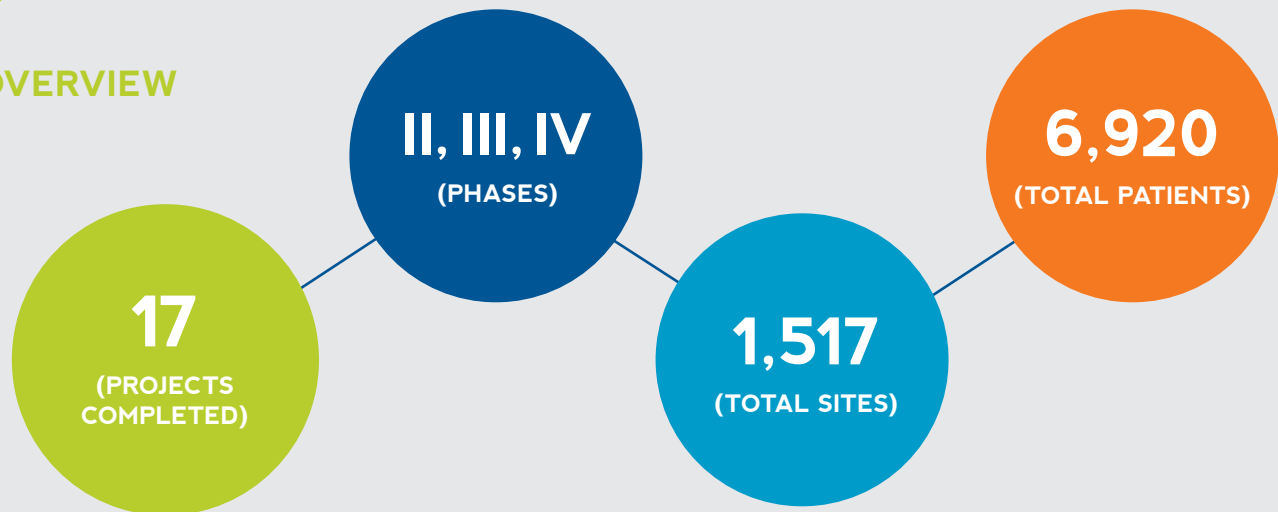 OVERVIEW
17
(PROJECTS
COMPLETED)
II, III, IV
(PHASES)
1,517
(TOTAL SITES)
6,920
(TOTAL PATIENTS)